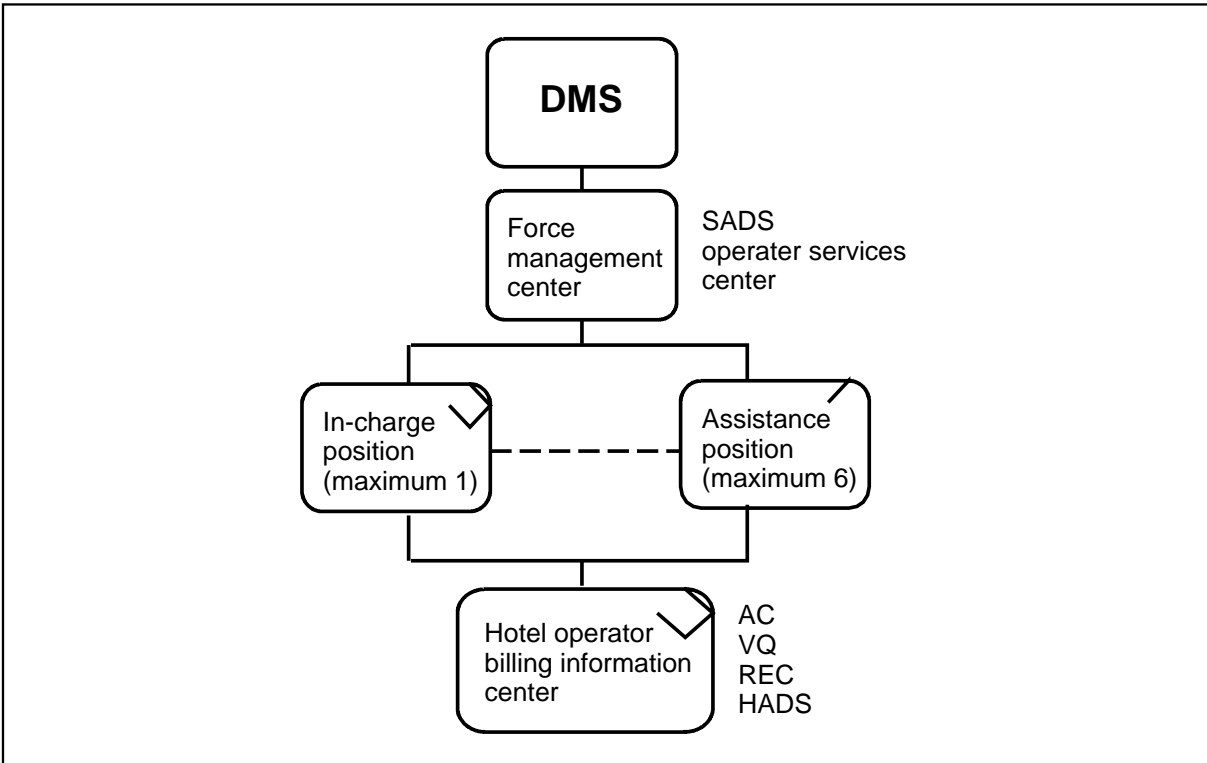 DMS
Force
management
center
SADS
operater services
center
In-charge
position
(maximum 1)
Assistance
position
(maximum 6)
Hotel operator
billing information
center
AC
VQ
REC
HADS